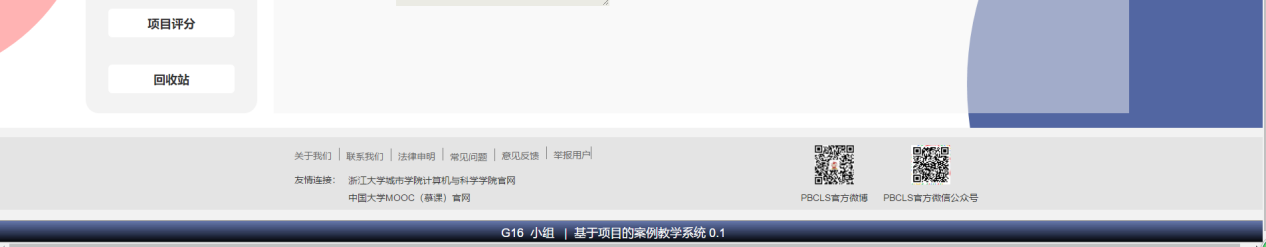 项目评分
回收站
关于我们 联系我们 法律申明 常见问题 意见反馈 举报用户
友情连接： 浙江大学城市学院计算机与科学学院官网
中国大学MOOC（慕课）官网
PBCLS官方微博 PBCLS官方微信公众号
G16 小组 | 基于项目的案例教学系统 0.1